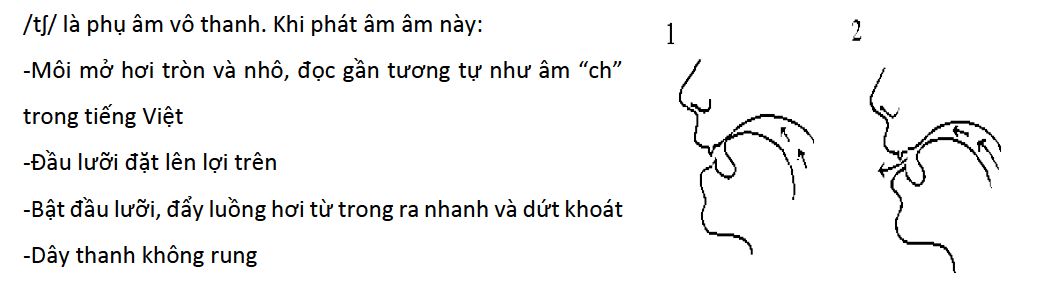 /tʃ/ là phụ âm vô thanh. Khi phát âm âm này:
-Môi mở hơi tròn và nhô, đọc gần tương tự như âm “ch”
trong tiếng Việt
-Đầu lưỡi đặt lên lợi trên
-Bật đầu lưỡi, đẩy luồng hơi từ trong ra nhanh và dứt khoát
-Dây thanh không rung
1
2